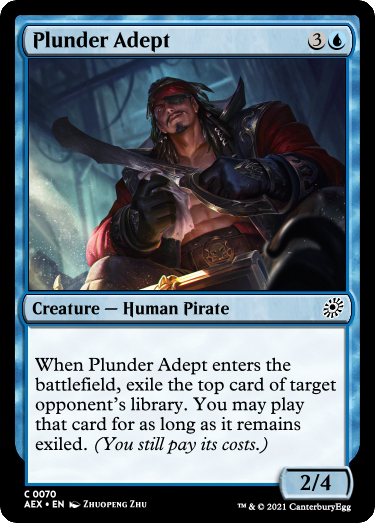 Plunder Adept 3
Creature — Human Pirate
When Plunder Adept enters the
battlefield, exile the top card of target
opponent's library. You may play
that card for as long as it remains
exiled. (You still pay its costs.)
2/4
C 0070
AEX • EN Zhuopeng Zhu
™ & © 2021 CanterburyEgg